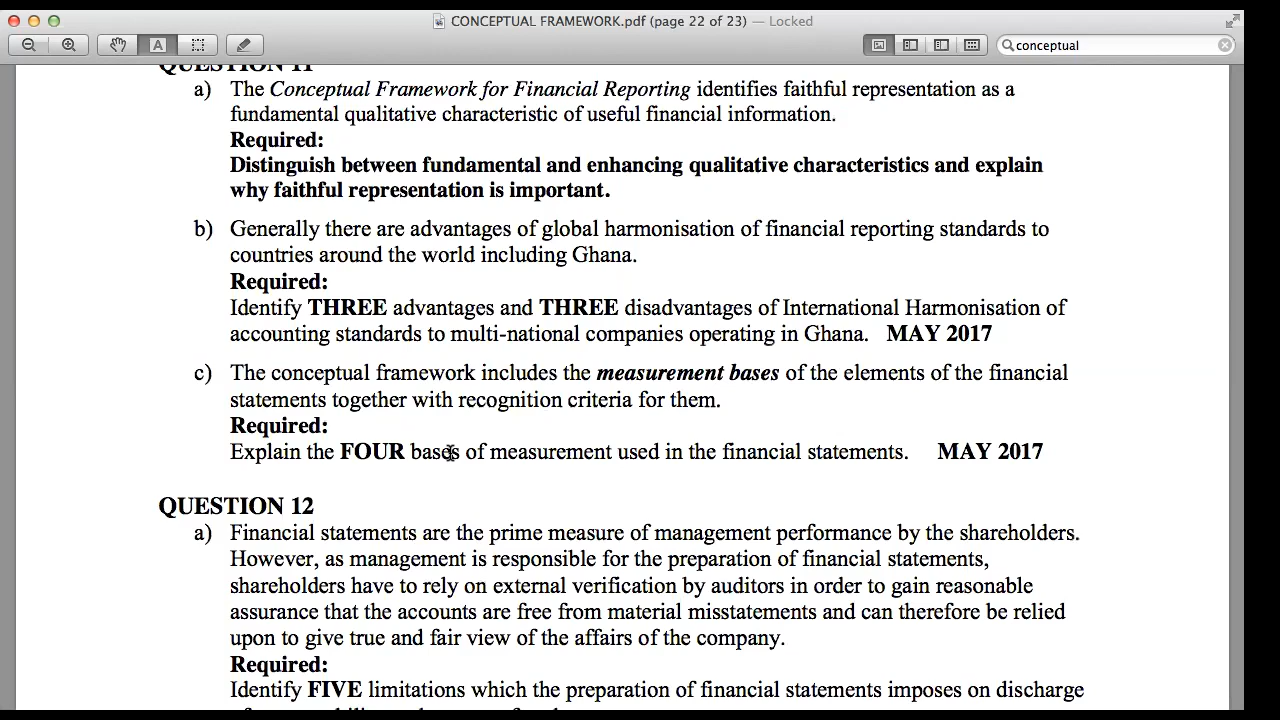 CONCEPTUAL FRAMEWORK.pdf (page 22 of 23) — Locked
conceptual
QUESTION 11
a) The Conceptual Framework for Financial Reporting identifies faithful representation as a
fundamental qualitative characteristic of useful financial information.
Required:
Distinguish between fundamental and enhancing qualitative characteristics and explain
why faithful representation is important.
b) Generally there are advantages of global harmonisation of financial reporting standards to
countries around the world including Ghana.
Required:
Identify THREE advantages and THREE disadvantages of International Harmonisation of
accounting standards to multi-national companies operating in Ghana. MAY 2017
c) The conceptual framework includes the measurement bases of the elements of the financial
statements together with recognition criteria for them.
Required:
Explain the FOUR bases of measurement used in the financial statements. MAY 2017
QUESTION 12
a) Financial statements are the prime measure of management performance by the shareholders.
However, as management is responsible for the preparation of financial statements,
shareholders have to rely on external verification by auditors in order to gain reasonable
assurance that the accounts are free from material misstatements and can therefore be relied
upon to give true and fair view of the affairs of the company.
Required:
Identify FIVE limitations which the preparation of financial statements imposes on discharge